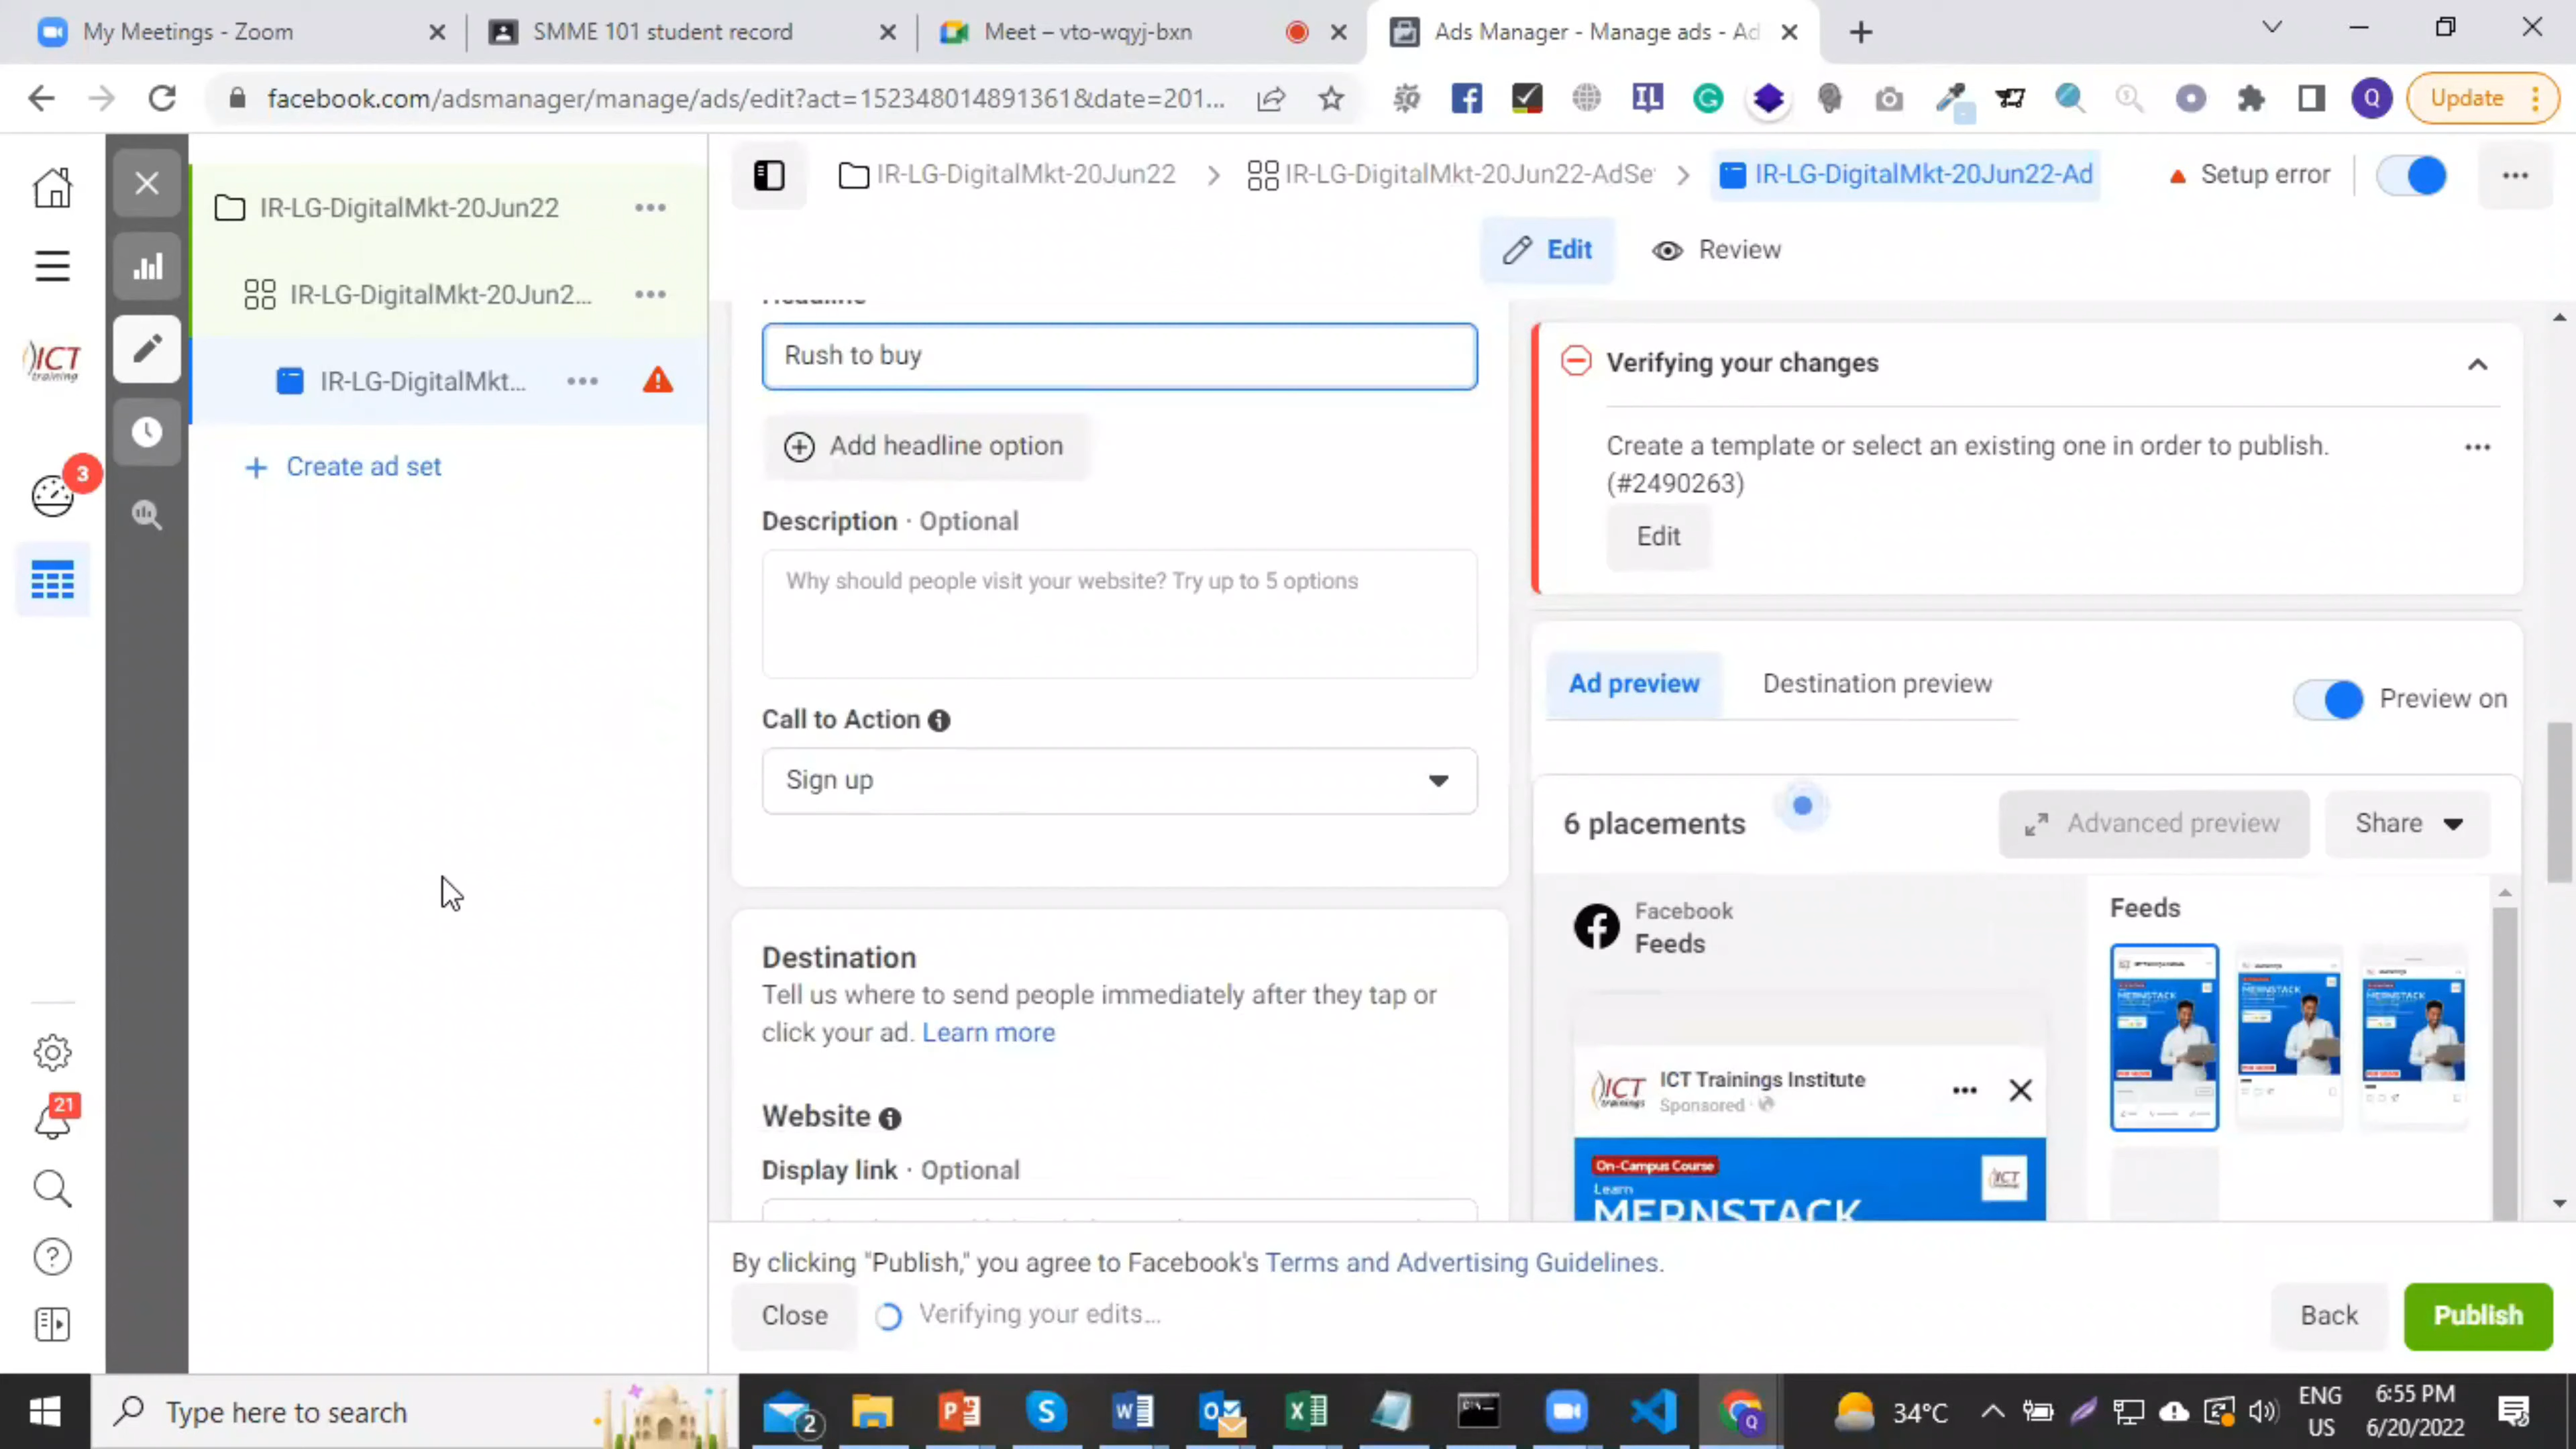 My Meetings - Zoom
SMME 101 student record
Meet – vto-wqyj-bxn
Ads Manager - Manage ads - Ad
facebook.com/adsmanager/manage/ads/edit?act=152348014891361&date=201...
Update
IR-LG-DigitalMkt-20Jun22
IR-LG-DigitalMkt-20Jun2...
IR-LG-DigitalMkt...
Create ad set
ICT
training
3
21
IR-LG-DigitalMkt-20Jun22
IR-LG-DigitalMkt-20Jun22-AdSe
IR-LG-DigitalMkt-20Jun22-Ad
Setup error
Edit
Review
Headline
Rush to buy
Add headline option
Description · Optional
Why should people visit your website? Try up to 5 options
Call to Action
Sign up
Destination
Tell us where to send people immediately after they tap or
click your ad. Learn more
Website
Display link · Optional
Verifying your changes
Create a template or select an existing one in order to publish.
(#2490263)
Edit
Ad preview
Destination preview
Preview on
6 placements
Advanced preview
Share
Facebook
Feeds
Feeds
ICT
trainings
ICT Trainings Institute
Sponsored ·
On-Campus Course
Learn
MERNSTACK
By clicking "Publish," you agree to Facebook's Terms and Advertising Guidelines.
Close
Verifying your edits...
Back
Publish
Type here to search
2
34°C
ENG
US
6:55 PM
6/20/2022